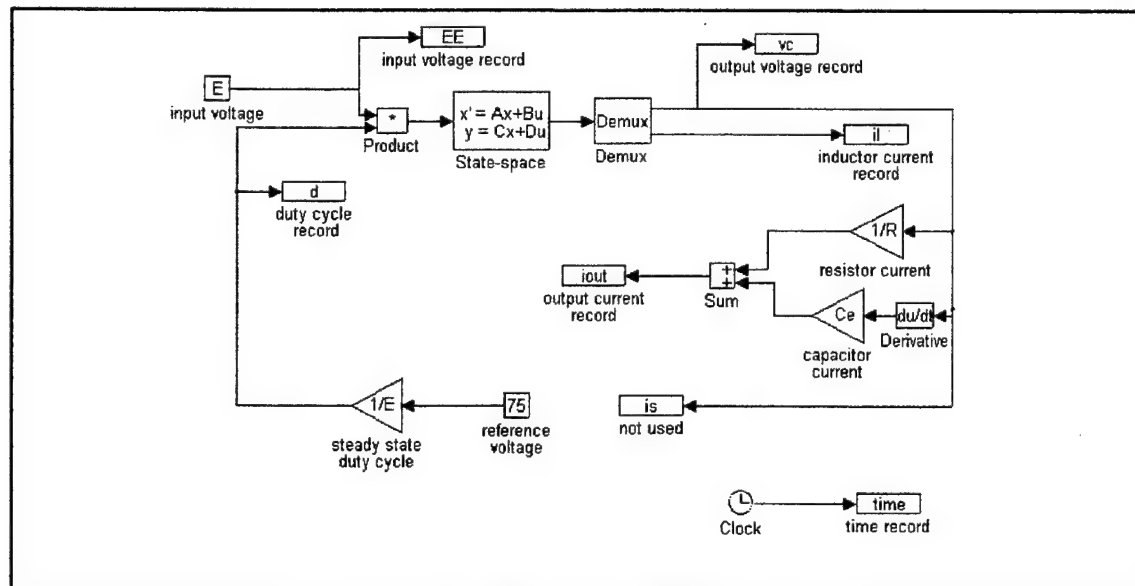 EE
input voltage record
vc
output voltage record
E
input voltage
*
Product
x' = Ax+Bu
y = Cx+Du
State-space
Demux
Demux
il
inductor current
record
d
duty cycle
record
1/R
resistor current
iout
output current
record
+
+
Sum
Ce
capacitor
current
du/dt
Derivative
1/E
steady state
duty cycle
75
reference
voltage
is
not used
Clock
time
time record